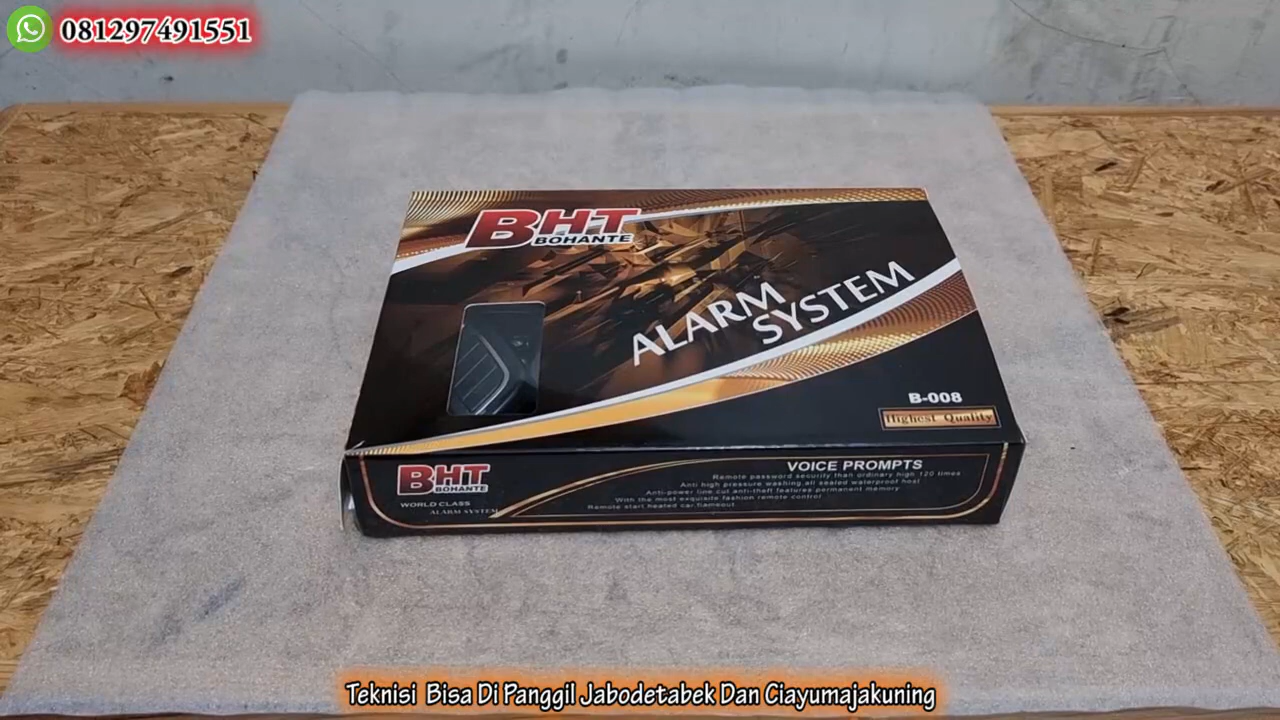 081297491551
BHT
BOHANTE
ALARM
SYSTEM
B-008
Highest Quality
BHT
BOHANTE
WORLD CLASS
ALARM SYSTEM
VOICE PROMPTS
Remote password security than ordinary high 120 times
Anti high pressure washing,all sealed waterproof host
Anti-power line cut,anti-theft features permanent memory
With the most exquisite fashion remote control
Remote start heated car,flameout
Teknisi Bisa Di Panggil Jabodetabek Dan Ciayumajakuning